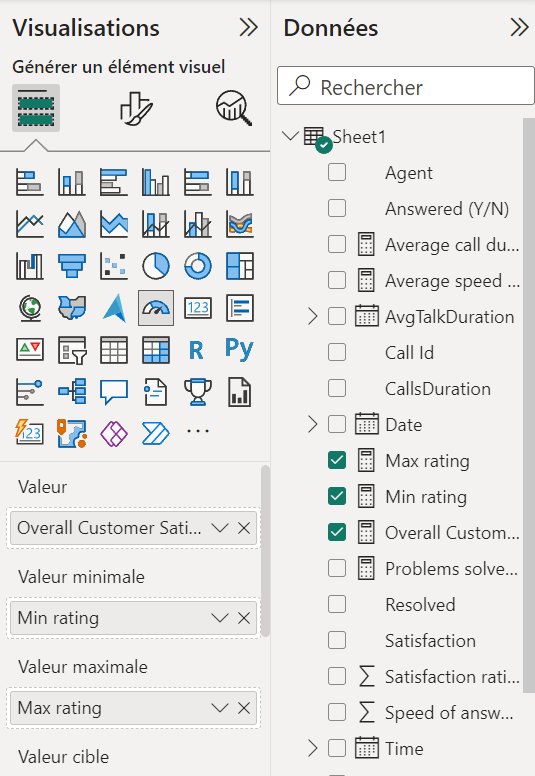 Visualisations
Générer un élément visuel
123
R
Py
123
...
Valeur
Overall Customer Sati...
Valeur minimale
Min rating
Valeur maximale
Max rating
Valeur cible
Données
Rechercher
Sheet1
Agent
Answered (Y/N)
Average call du...
Average speed ...
AvgTalkDuration
Call Id
CallsDuration
Date
Max rating
Min rating
Overall Custom...
Problems solve...
Resolved
Satisfaction
Satisfaction rati...
Speed of answ...
Time